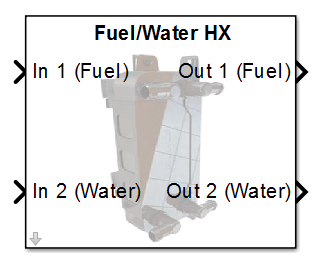 Fuel/Water HX
In 1 (Fuel) Out 1 (Fuel)
In 2 (Water) Out 2 (Water)